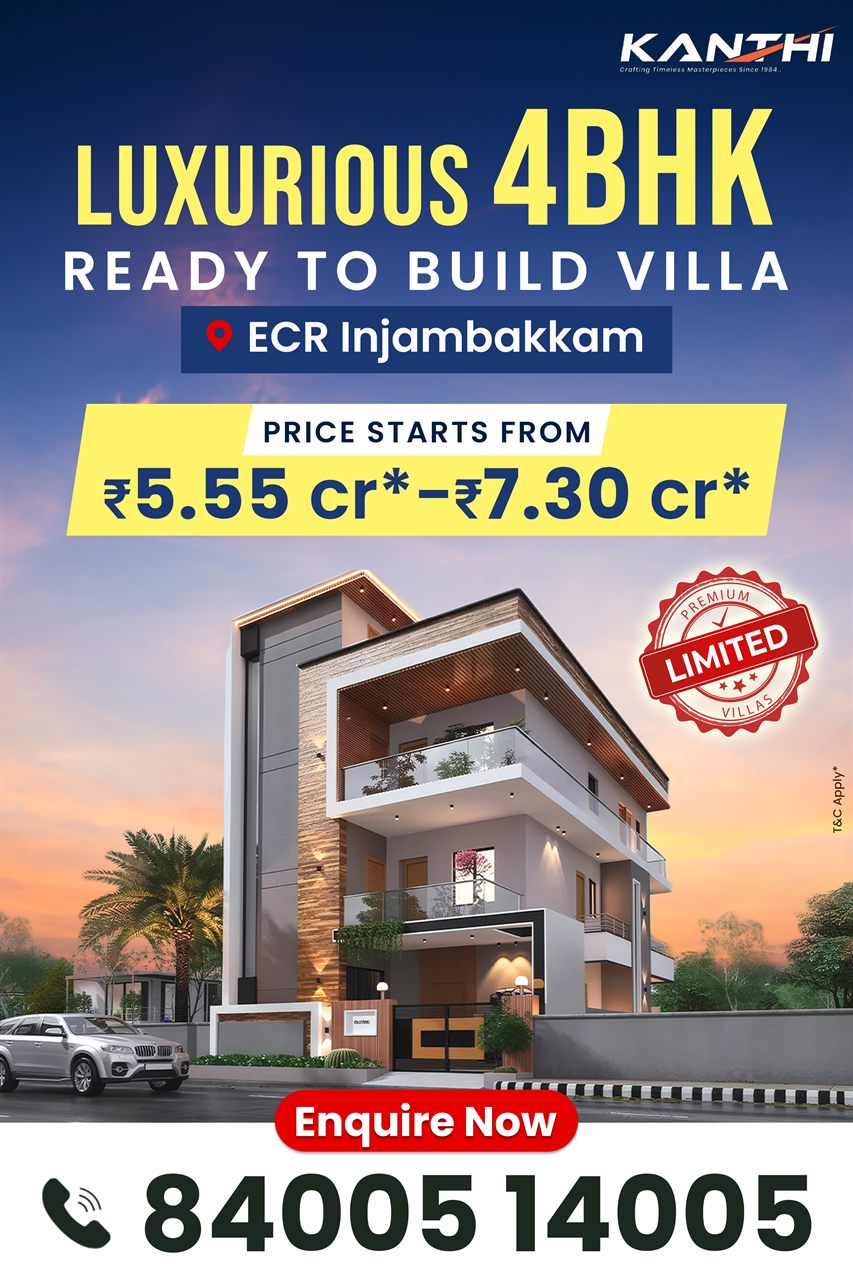 KANTHI
Crafting Timeless Masterpieces Since 1984..
LUXURIOUS 4BHK
READY TO BUILD VILLA
ECR Injambakkam
PRICE STARTS FROM
₹5.55 cr*-₹7.30 cr*
PREMIUM
LIMITED
VILLAS
T&C Apply*
Enquire Now
84005 14005